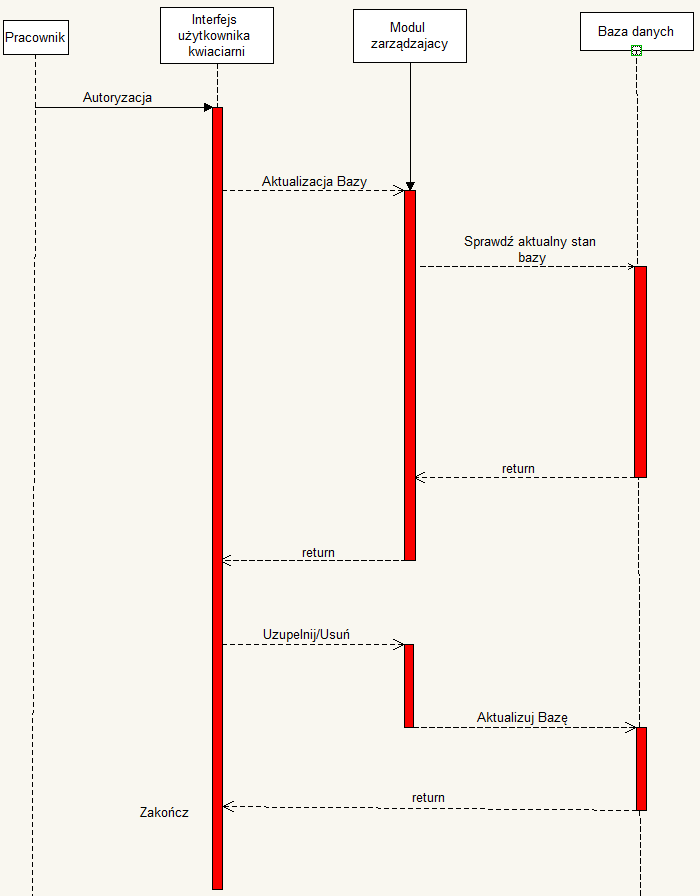 Pracownik
Interfejs
użytkownika
kwiaciarni
Modul
zarządzajacy
Baza danych
Autoryzacja
Aktualizacja Bazy
Sprawdź aktualny stan
bazy
return
return
Uzupelnij/Usuń
Aktualizuj Bazę
return
Zakończ